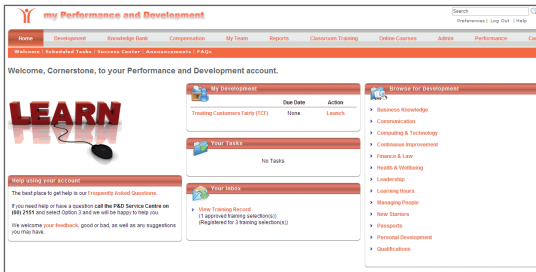 my Performance and Development
Search
Preferences | Log Out | Help
Home Development Knowledge Bank Compensation My Team Reports Classroom Training Online Courses Admin Performance
Welcome | Scheduled Tasks | Success Center | Announcements | FAQs
Welcome, Cornerstone, to your Performance and Development account.
LEARN
Help using your account
The best place to get help is our Frequently Asked Questions.
If you need help or have a question call the P&D Service Centre on
(80) 2151 and select Option 3 and we will be happy to help you.
We welcome your feedback, good or bad, as well as any suggestions
you may have.
My Development
Due Date Action
Treating Customers Fairly (TCF) None Launch
Your Tasks
No Tasks
Your Inbox
View Training Record
(1 approved training selection(s))
(Registered for 3 training selection(s))
Browse for Development
Business Knowledge
Communication
Computing & Technology
Continuous Improvement
Finance & Law
Health & Wellbeing
Leadership
Learning Hours
Managing People
New Starters
Passports
Personal Development
Qualifications